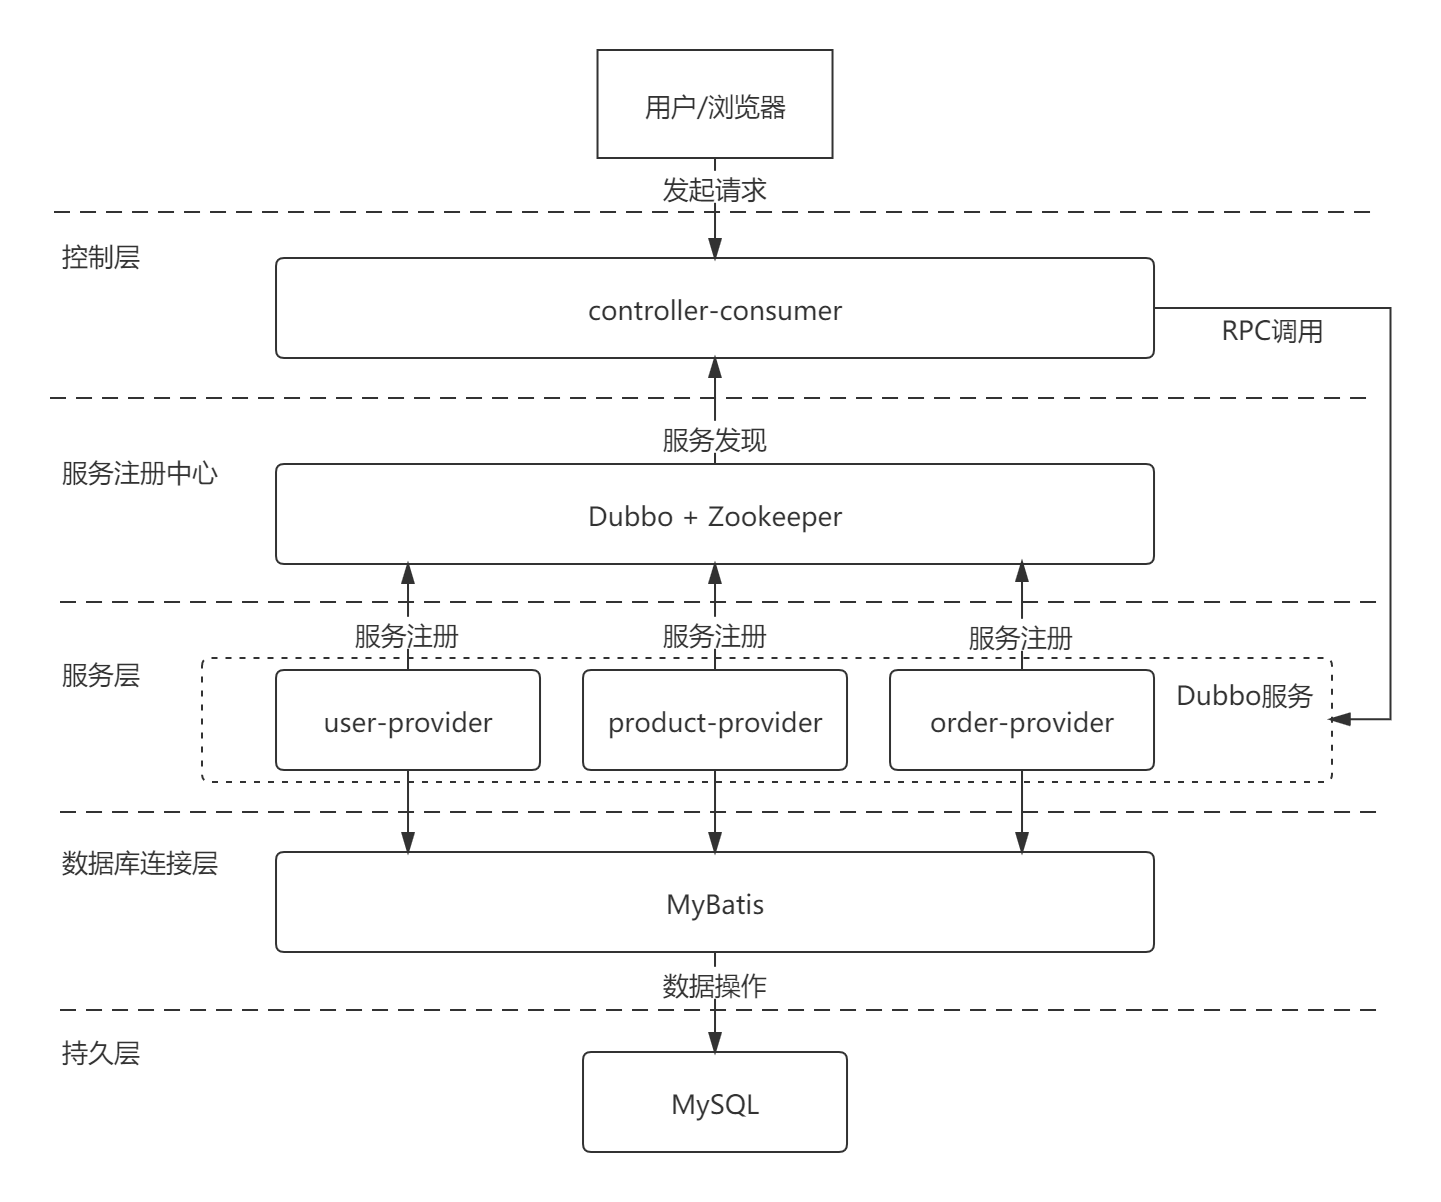 用户/浏览器
发起请求
控制层
controller-consumer
RPC调用
服务发现
服务注册中心
Dubbo + Zookeeper
服务注册
服务注册
服务注册
服务层
Dubbo服务
user-provider
product-provider
order-provider
数据库连接层
MyBatis
数据操作
持久层
MySQL